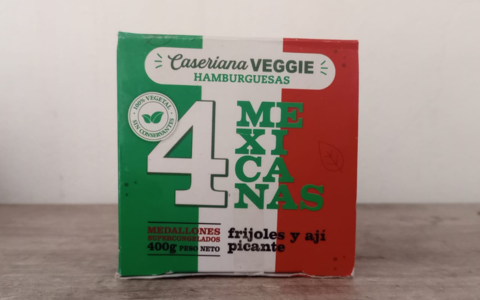 Caseriana VEGGIE
HAMBURGUESAS
100% VEGETAL
SIN CONSERVANTES
4
ME
XI
CA
NAS
MEDALLONES
SUPERCONGELADOS
400g PESO NETO
frijoles y ají
picante